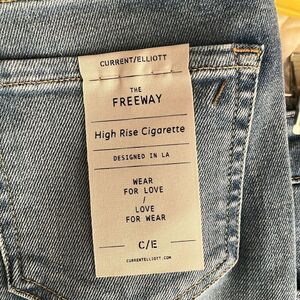 CURRENT/ELLIOTT
THE
FREEWAY
High Rise Cigarette
DESIGNED IN LA
WEAR
FOR LOVE
/
LOVE
FOR WEAR
C/E
CURRENTELLIOTT.COM